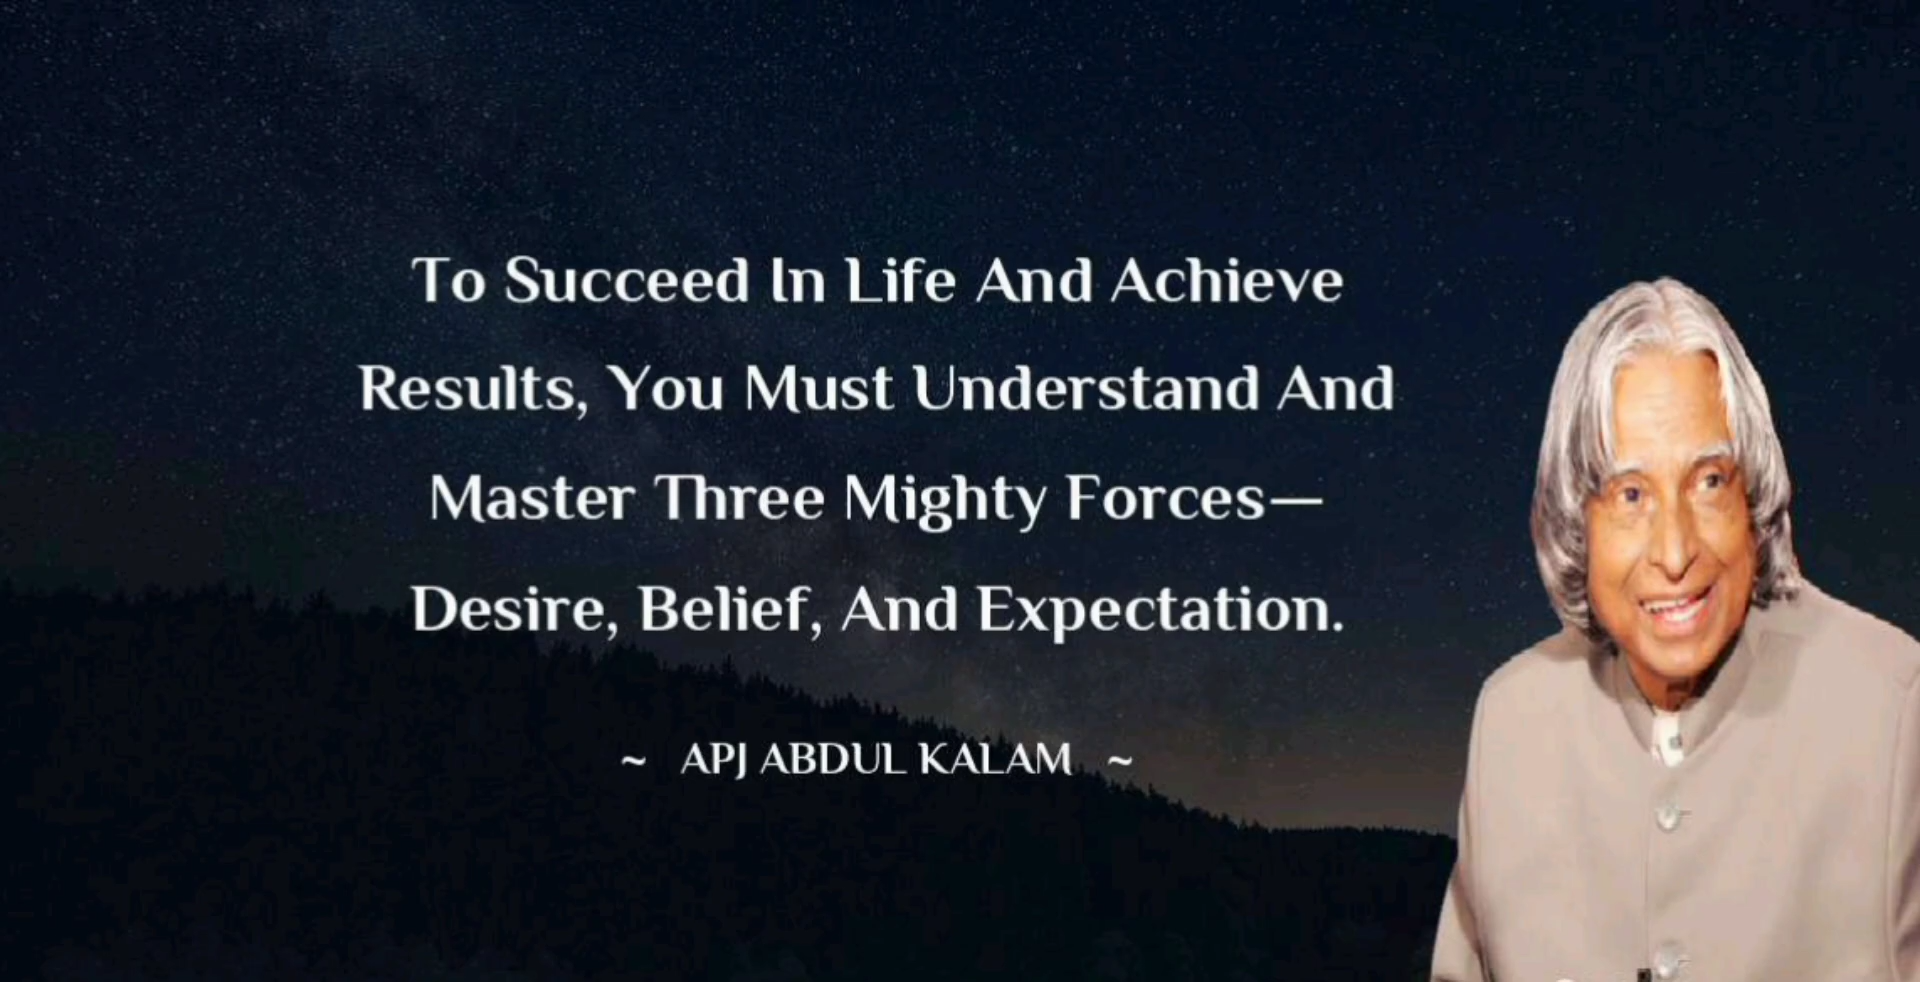 To Succeed In Life And Achieve
Results, You Must Understand And
Master Three Mighty Forces—
Desire, Belief, And Expectation.
~ APJ ABDUL KALAM ~